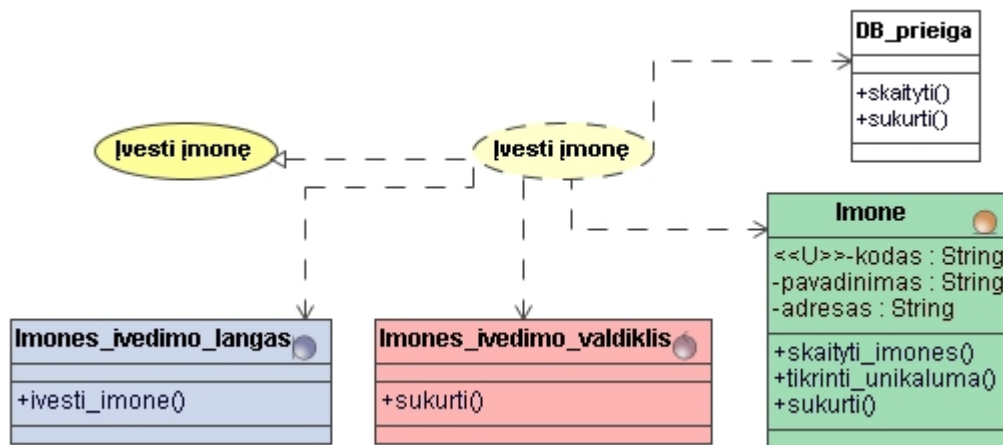 DB_prieiga
+skaityti()
+sukurti()
Įvesti įmonę
Įvesti įmonę
Imone
<<U>>-kodas : String
-pavadinimas : String
-adresas : String
+skaityti_imones()
+tikrinti_unikaluma()
+sukurti()
Imones_ivedimo_langas
+ivesti_imone()
Imones_ivedimo_valdiklis
+sukurti()